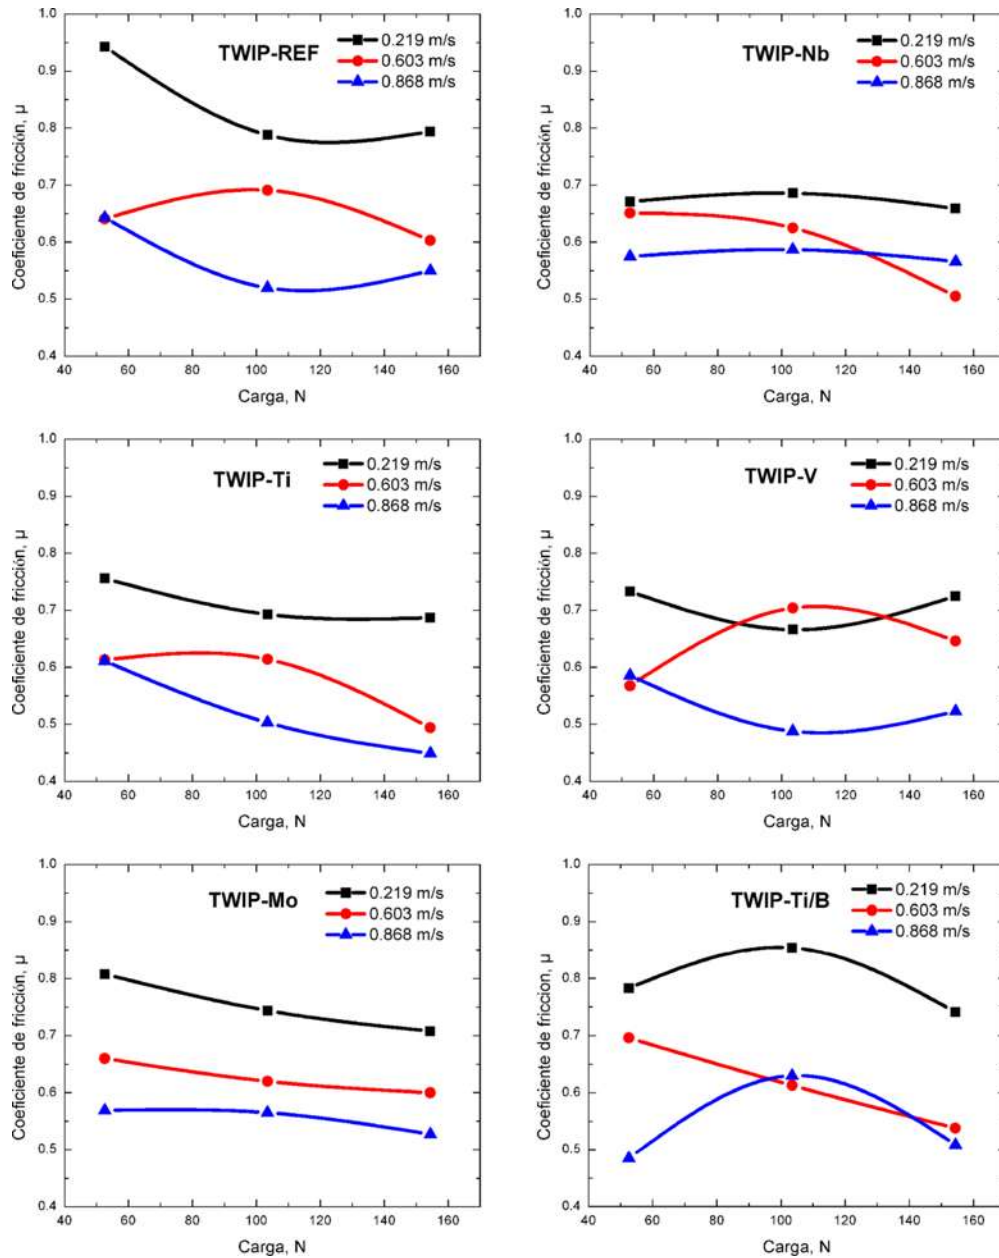 TWIP-REF
0.219 m/s
0.603 m/s
0.868 m/s
1.0
0.9
0.8
0.7
0.6
0.5
0.4
Coeficiente de fricción, μ
40 60 80 100 120 140 160
Carga, N
TWIP-Nb
0.219 m/s
0.603 m/s
0.868 m/s
1.0
0.9
0.8
0.7
0.6
0.5
0.4
Coeficiente de fricción, μ
40 60 80 100 120 140 160
Carga, N
TWIP-Ti
0.219 m/s
0.603 m/s
0.868 m/s
1.0
0.9
0.8
0.7
0.6
0.5
0.4
Coeficiente de fricción, μ
40 60 80 100 120 140 160
Carga, N
TWIP-V
0.219 m/s
0.603 m/s
0.868 m/s
1.0
0.9
0.8
0.7
0.6
0.5
0.4
Coeficiente de fricción, μ
40 60 80 100 120 140 160
Carga, N
TWIP-Mo
0.219 m/s
0.603 m/s
0.868 m/s
1.0
0.9
0.8
0.7
0.6
0.5
0.4
Coeficiente de friccion, μ
40 60 80 100 120 140 160
Carga, N
TWIP-Ti/B
0.219 m/s
0.603 m/s
0.868 m/s
1.0
0.9
0.8
0.7
0.6
0.5
0.4
Coeficiente de fricción, μ
40 60 80 100 120 140 160
Carga, N